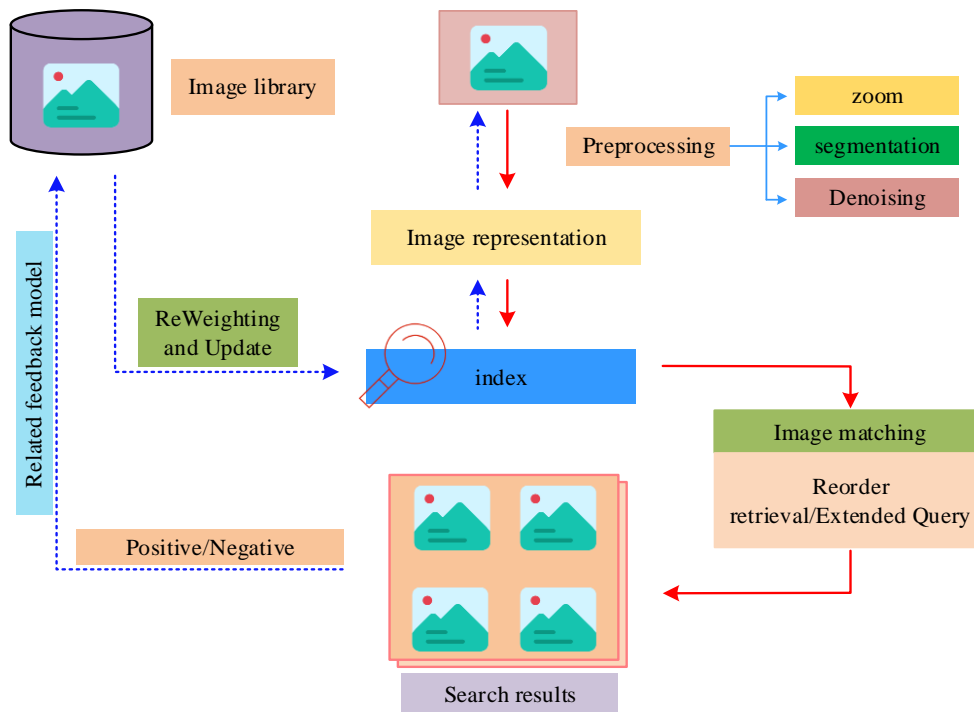 Image library
Preprocessing
zoom
segmentation
Denoising
Image representation
Related feedback model
ReWeighting
and Update
index
Image matching
Reorder
retrieval/Extended Query
Positive/Negative
Search results